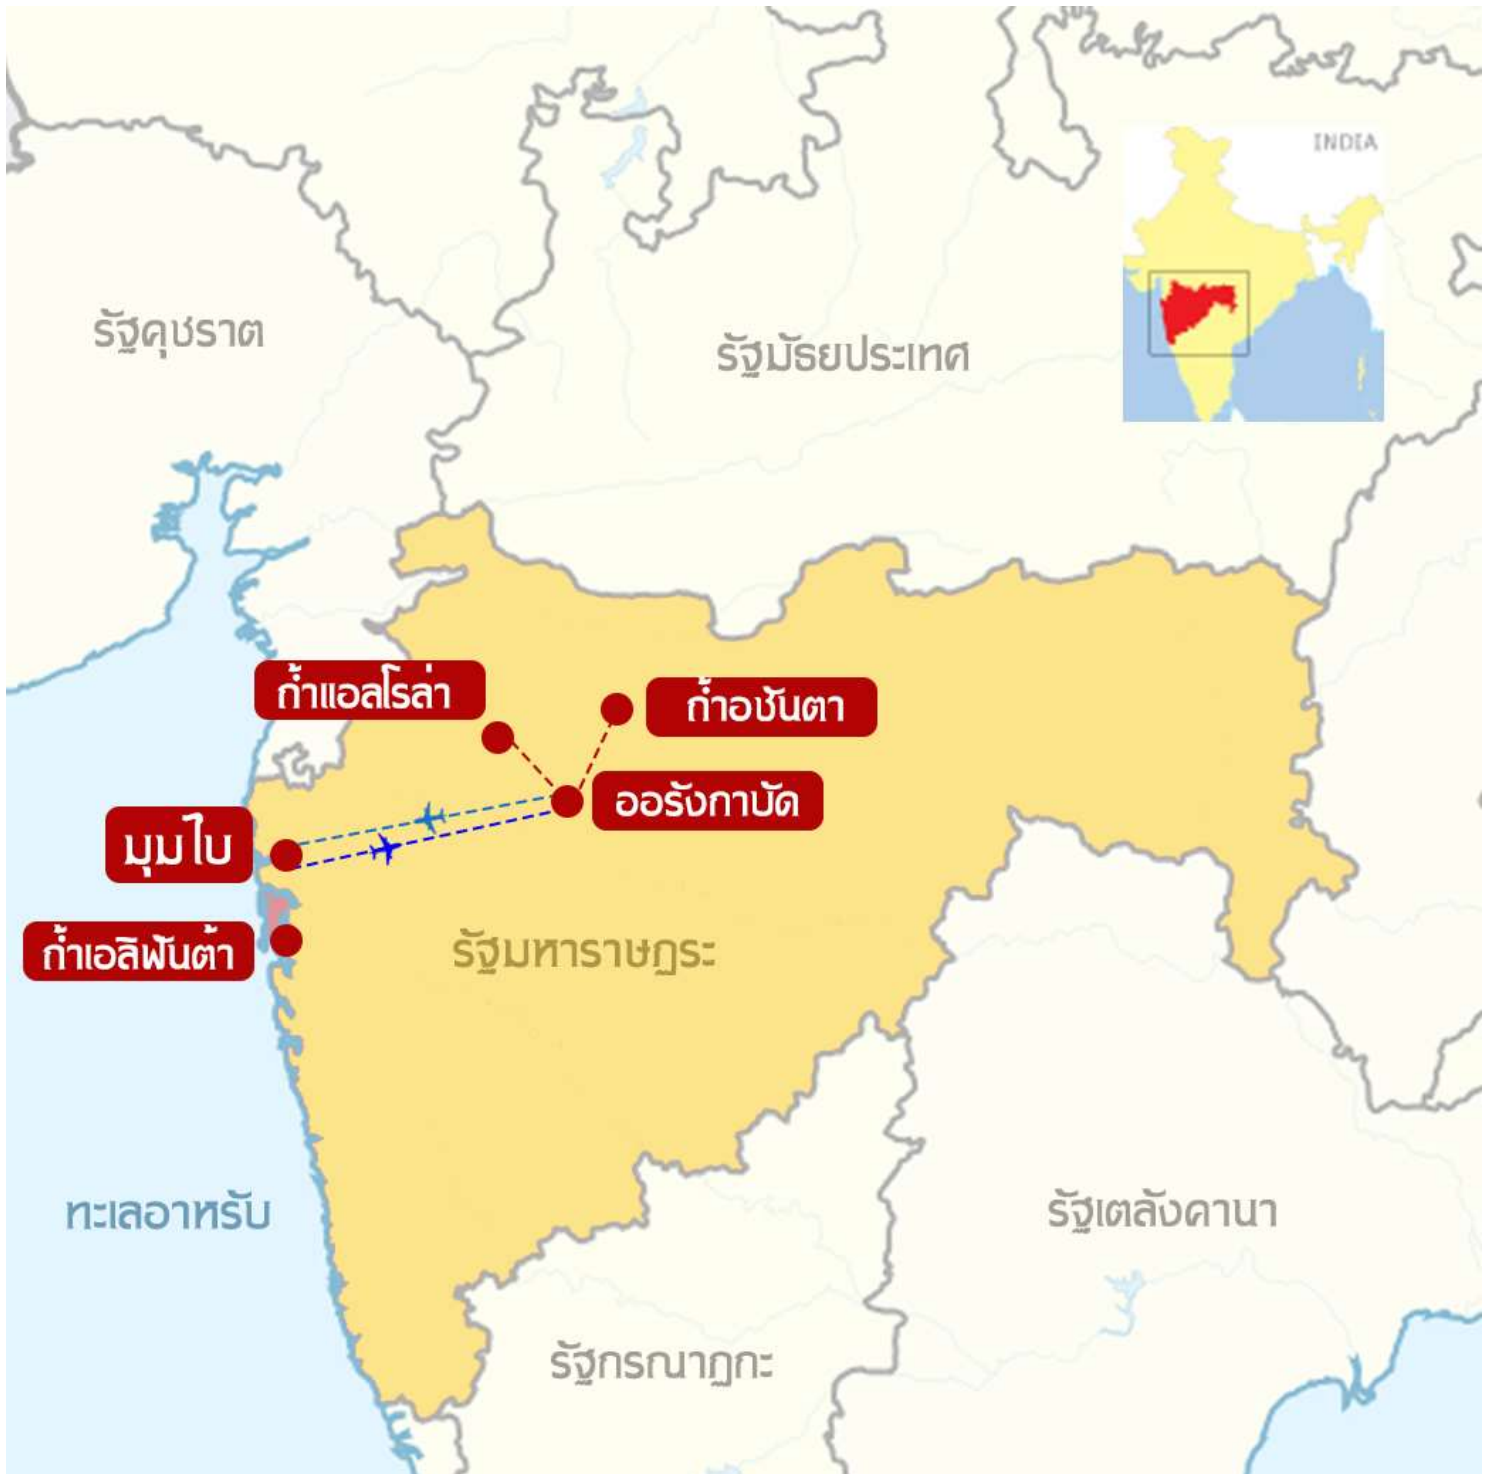 INDIA
รัฐคุชราต
รัฐมัธยประเทศ
ถ้ำแอลโรล่า
ถ้ำอชันตา
ออรังกาบัด
มุมไบ
ถ้ำเอลิฟันต้า
รัฐมหาราษฎระ
ทะเลอาหรับ
รัฐเตลังคานา
รัฐกรณาฏกะ